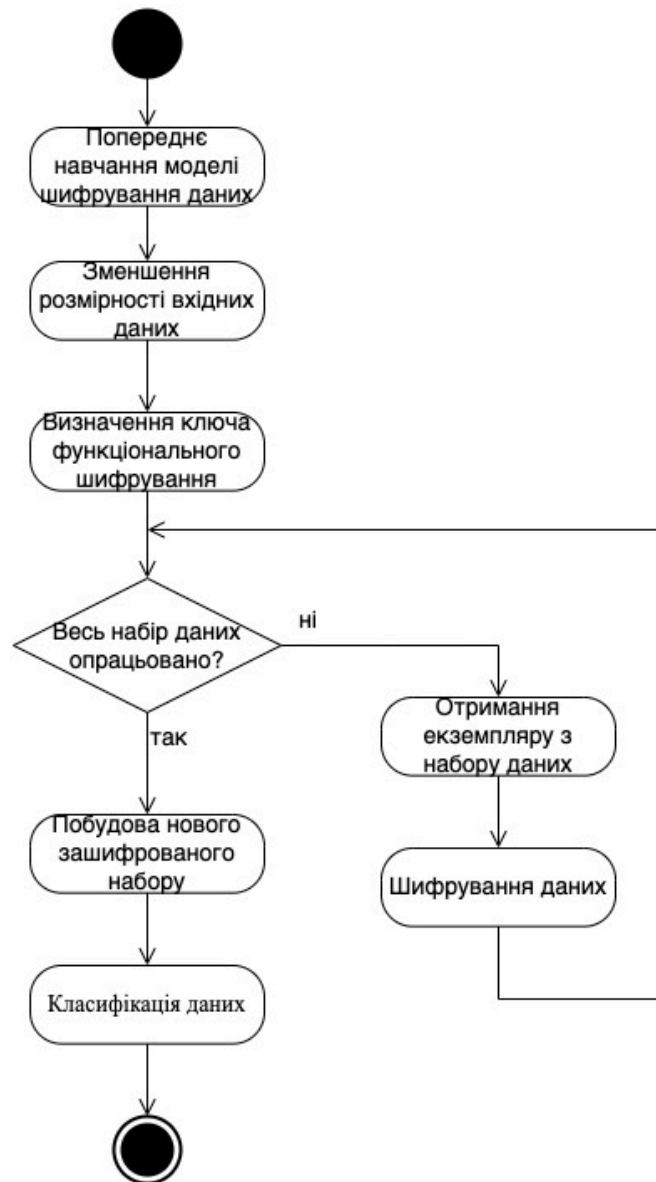 Попереднє
навчання моделі
шифрування даних
Зменшення
розмірності вхідних
даних
Визначення ключа
функціонального
шифрування
Весь набір даних
опрацьовано?
ні
так
Отримання
екземпляру з
набору даних
Шифрування даних
Побудова нового
зашифрованого
набору
Класифікація даних